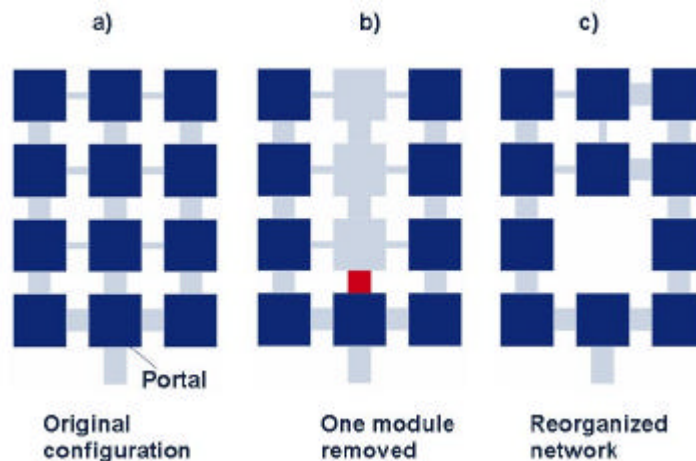 a)
b)
c)
Portal
Original
configuration
One module
removed
Reorganized
network